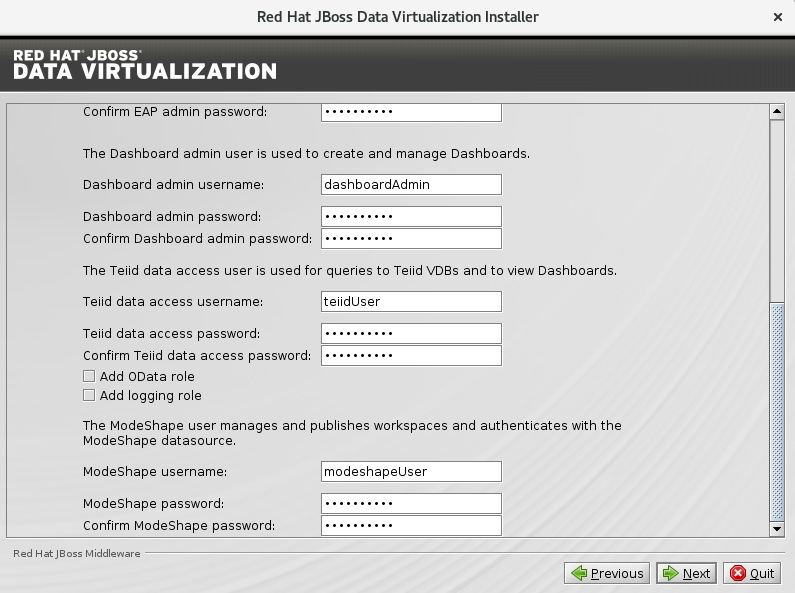 Red Hat JBoss Data Virtualization Installer
RED HAT® JBOSS®
DATA VIRTUALIZATION
Confirm EAP admin password: ••••••••••
The Dashboard admin user is used to create and manage Dashboards.
Dashboard admin username: dashboardAdmin
Dashboard admin password: ••••••••••
Confirm Dashboard admin password: ••••••••••
The Teiid data access user is used for queries to Teiid VDBs and to view Dashboards.
Teiid data access username: teiidUser
Teiid data access password: ••••••••••
Confirm Teiid data access password: ••••••••••
Add OData role
Add logging role
The ModeShape user manages and publishes workspaces and authenticates with the
ModeShape datasource.
ModeShape username: modeshapeUser
ModeShape password: ••••••••••
Confirm ModeShape password: ••••••••••
Red Hat JBoss Middleware
Previous Next Quit